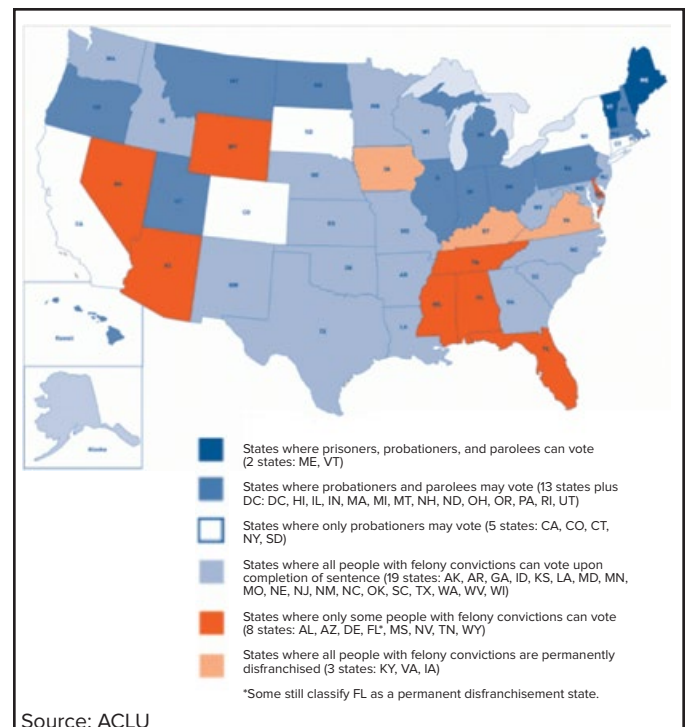 Hawaii
Alaska
States where prisoners, probationers, and parolees can vote
(2 states: ME, VT)
States where probationers and parolees may vote (13 states plus
DC: DC, HI, IL, IN, MA, MI, MT, NH, ND, OH, OR, PA, RI, UT)
States where only probationers may vote (5 states: CA, CO, CT,
NY, SD)
States where all people with felony convictions can vote upon
completion of sentence (19 states: AK, AR, GA, ID, KS, LA, MD, MN,
MO, NE, NJ, NM, NC, OK, SC, TX, WA, WV, WI)
States where only some people with felony convictions can vote
(8 states: AL, AZ, DE, FL*, MS, NV, TN, WY)
States where all people with felony convictions are permanently
disfranchised (3 states: KY, VA, IA)
*Some still classify FL as a permanent disfranchisement state.
Source: ACLU